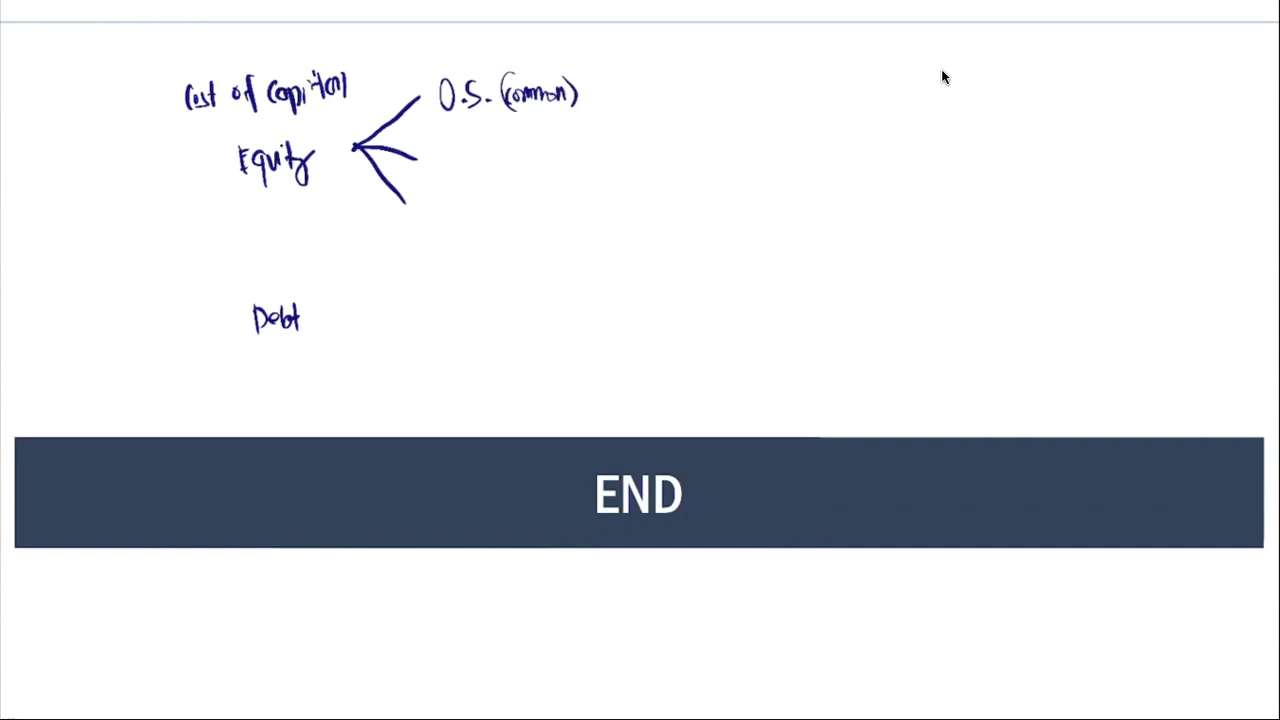 Cost of Capital
O.S. (Common)
Equity
Debt
END